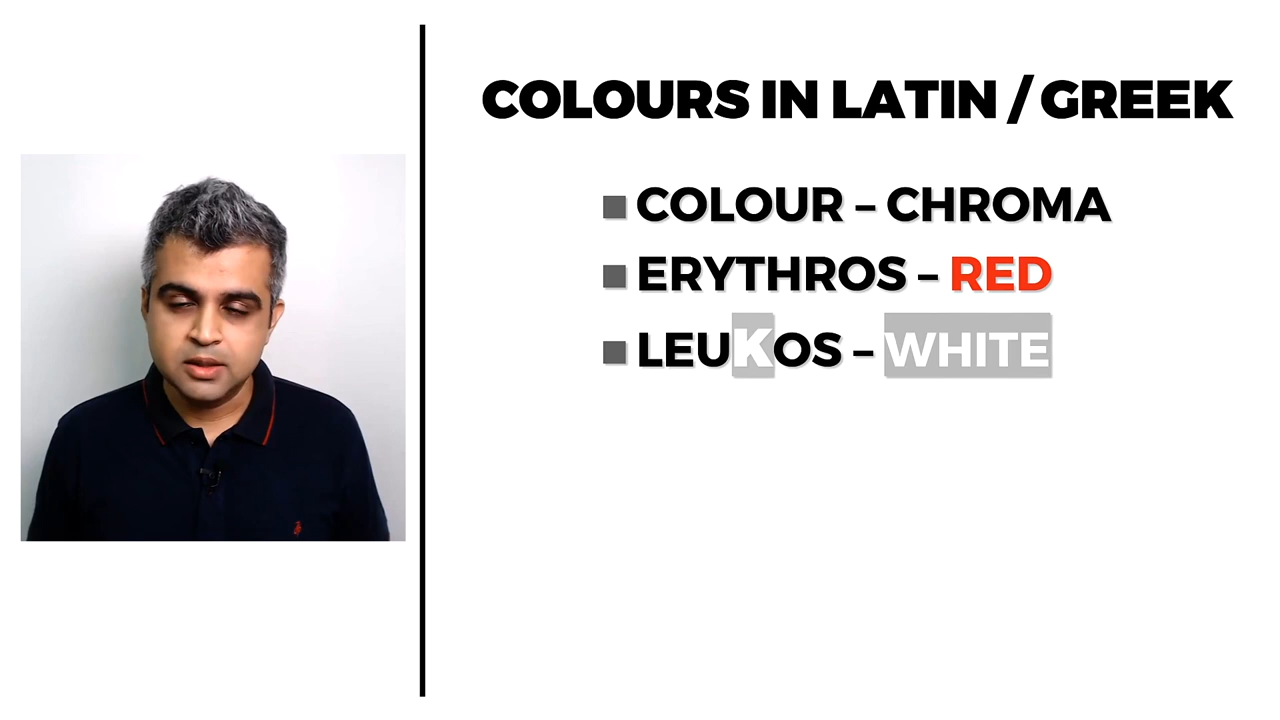 COLOURS IN LATIN / GREEK
COLOUR – CHROMA
ERYTHROS – RED
LEUKOS – WHITE